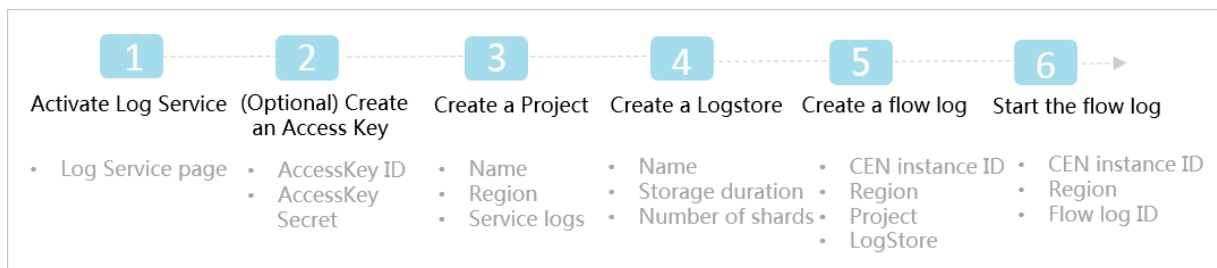 1
2
3
4
5
6
Activate Log Service
(Optional) Create
an Access Key
Create a Project
Create a Logstore
Create a flow log
Start the flow log
• Log Service page
• AccessKey ID
• AccessKey
Secret
• Name
• Region
• Service logs
• Name
• Storage duration
• Number of shards
• CEN instance ID
• Region
• Project
• LogStore
• CEN instance ID
• Region
• Flow log ID